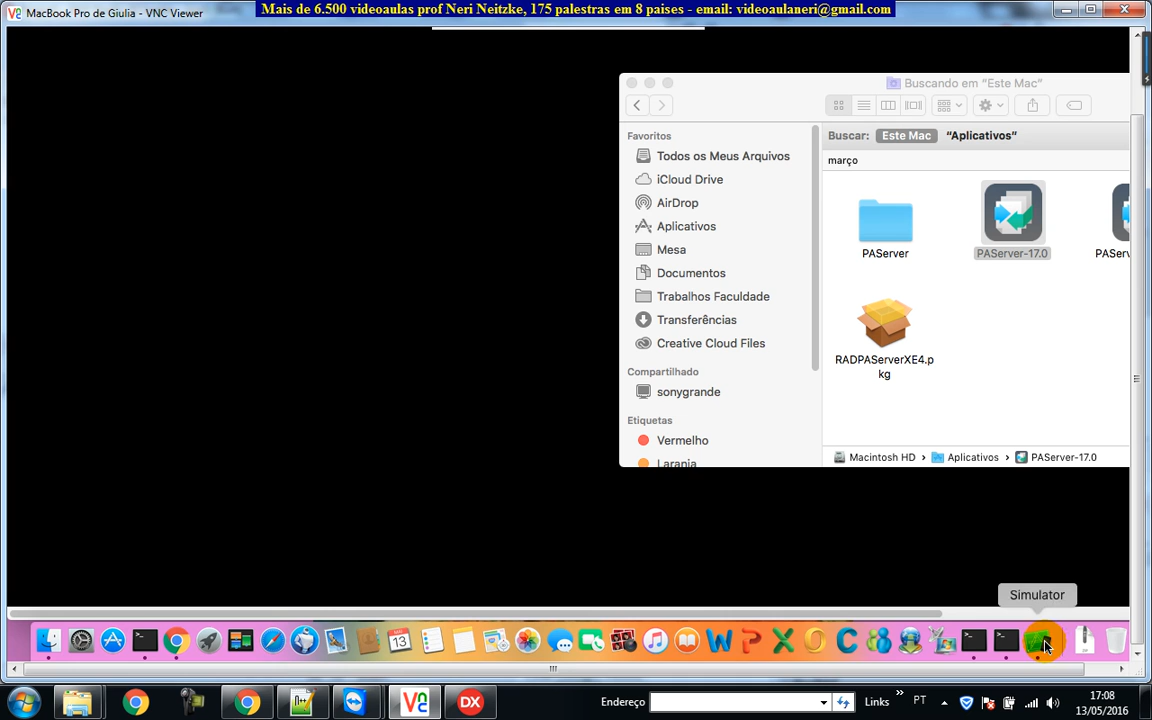 MacBook Pro de Giulia - VNC Viewer
Mais de 6.500 videoaulas prof Neri Neitzke, 175 palestras em 8 paises - email: videoaulaneri@gmail.com
Buscando em "Este Mac"
Favoritos
Todos os Meus Arquivos
iCloud Drive
AirDrop
Aplicativos
Mesa
Documentos
Trabalhos Faculdade
Transferências
Creative Cloud Files
Compartilhado
sonygrande
Etiquetas
Vermelho
Laranja
Buscar: Este Mac "Aplicativos"
março
PAServer
PAServer-17.0
PASer
RADPAServerXE4.p
kg
Macintosh HD › Aplicativos › PAServer-17.0
Simulator
13
DX
Endereço
Links
»
PT
17:08
13/05/2016